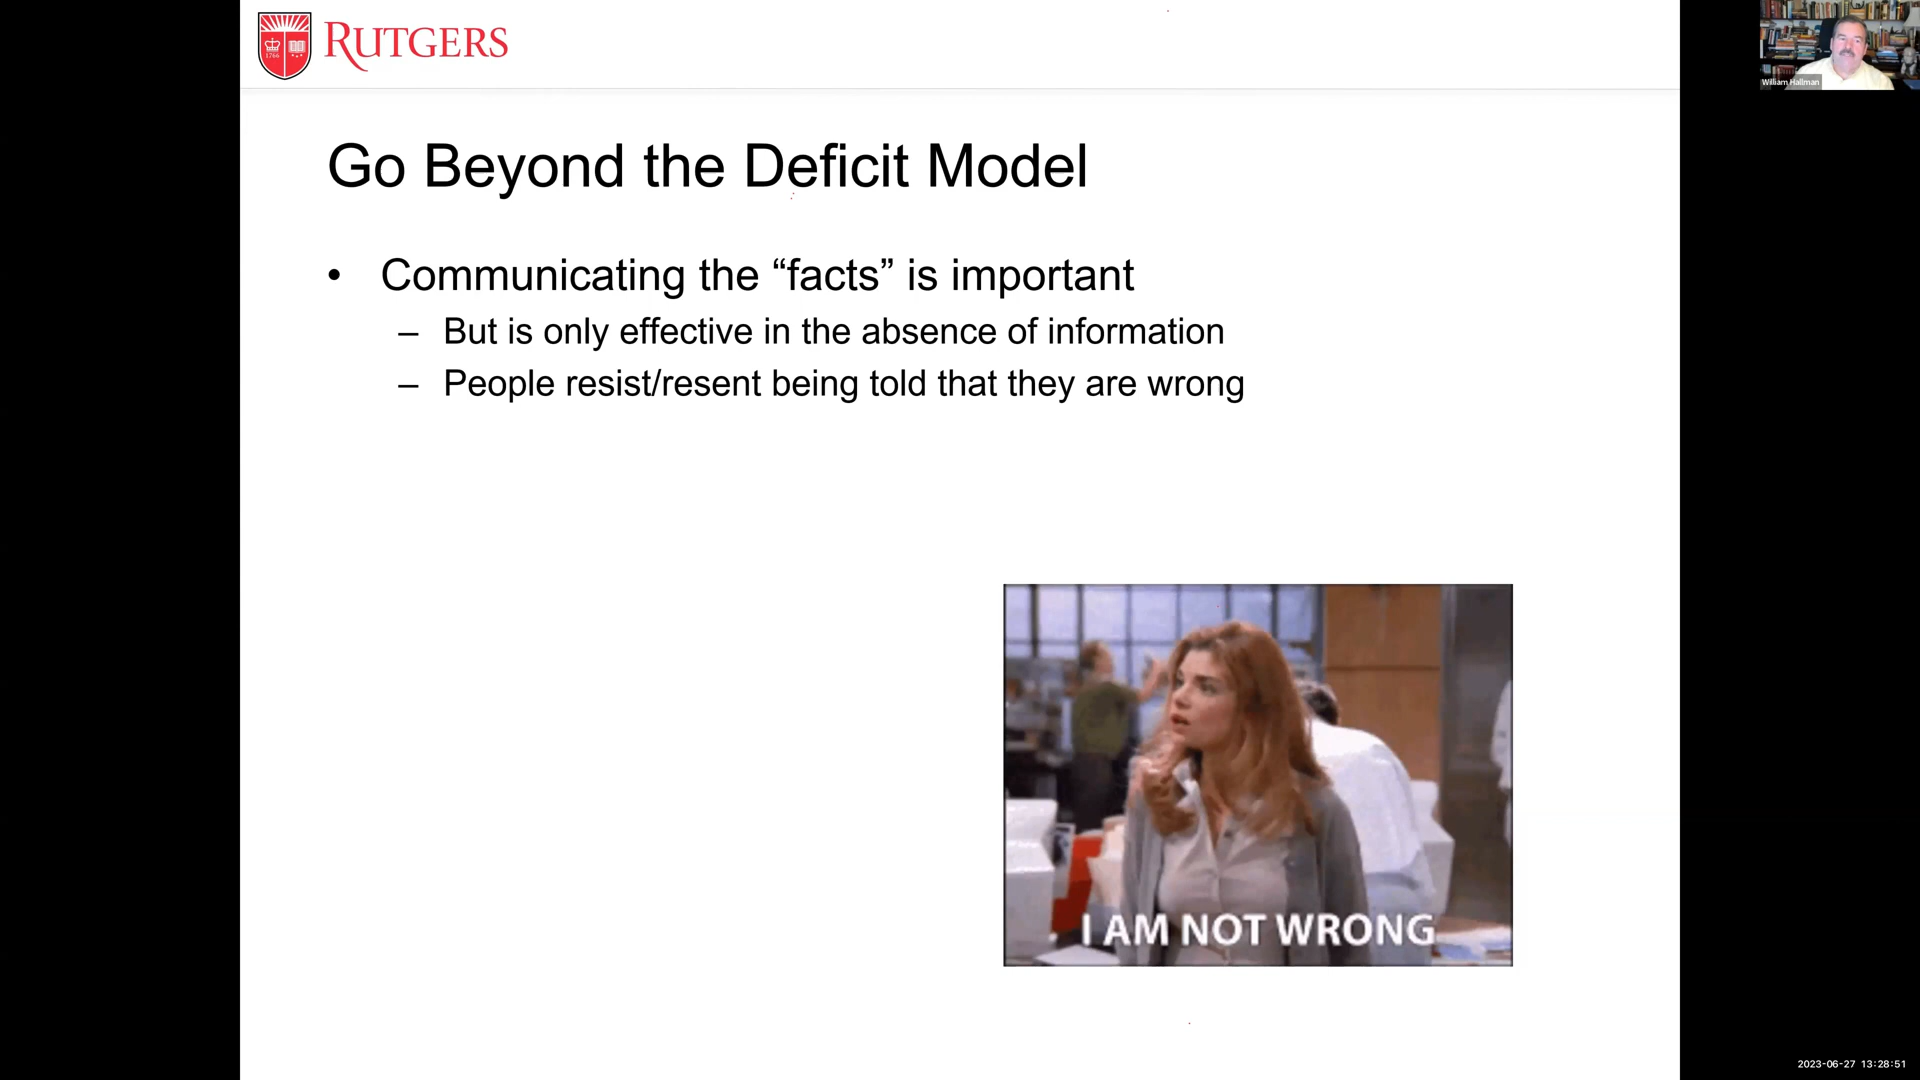 1766
RUTGERS
William Hallman
Go Beyond the Deficit Model
• Communicating the “facts” is important
– But is only effective in the absence of information
– People resist/resent being told that they are wrong
I AM NOT WRONG
2023-06-27 13:28:51